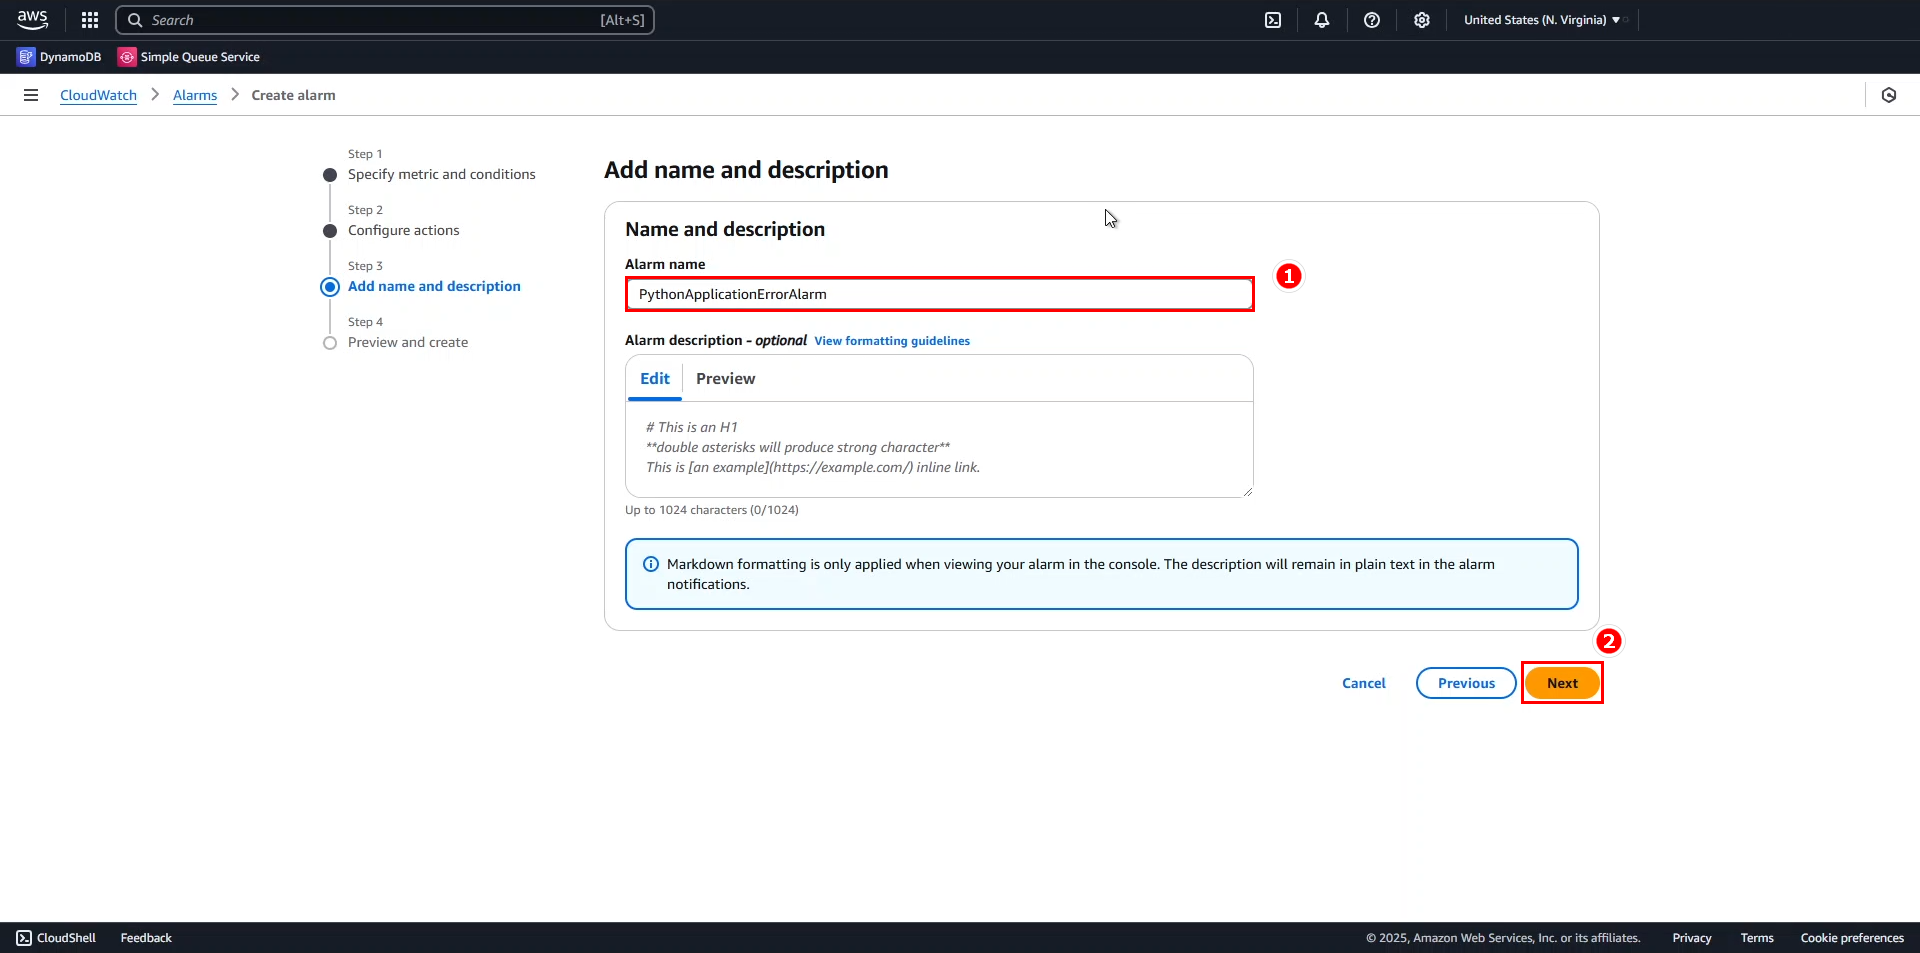 aws
Search
[Alt+S]
United States (N. Virginia)
DynamoDB
Simple Queue Service
CloudWatch
Alarms
Create alarm
Step 1
Specify metric and conditions
Step 2
Configure actions
Step 3
Add name and description
Step 4
Preview and create
Add name and description
Name and description
Alarm name
PythonApplicationErrorAlarm
1
Alarm description - optional View formatting guidelines
Edit
Preview
# This is an H1
**double asterisks will produce strong character**
This is [an example](https://example.com/) inline link.
Up to 1024 characters (0/1024)
Markdown formatting is only applied when viewing your alarm in the console. The description will remain in plain text in the alarm
notifications.
2
Cancel
Previous
Next
CloudShell
Feedback
© 2025, Amazon Web Services, Inc. or its affiliates.
Privacy
Terms
Cookie preferences